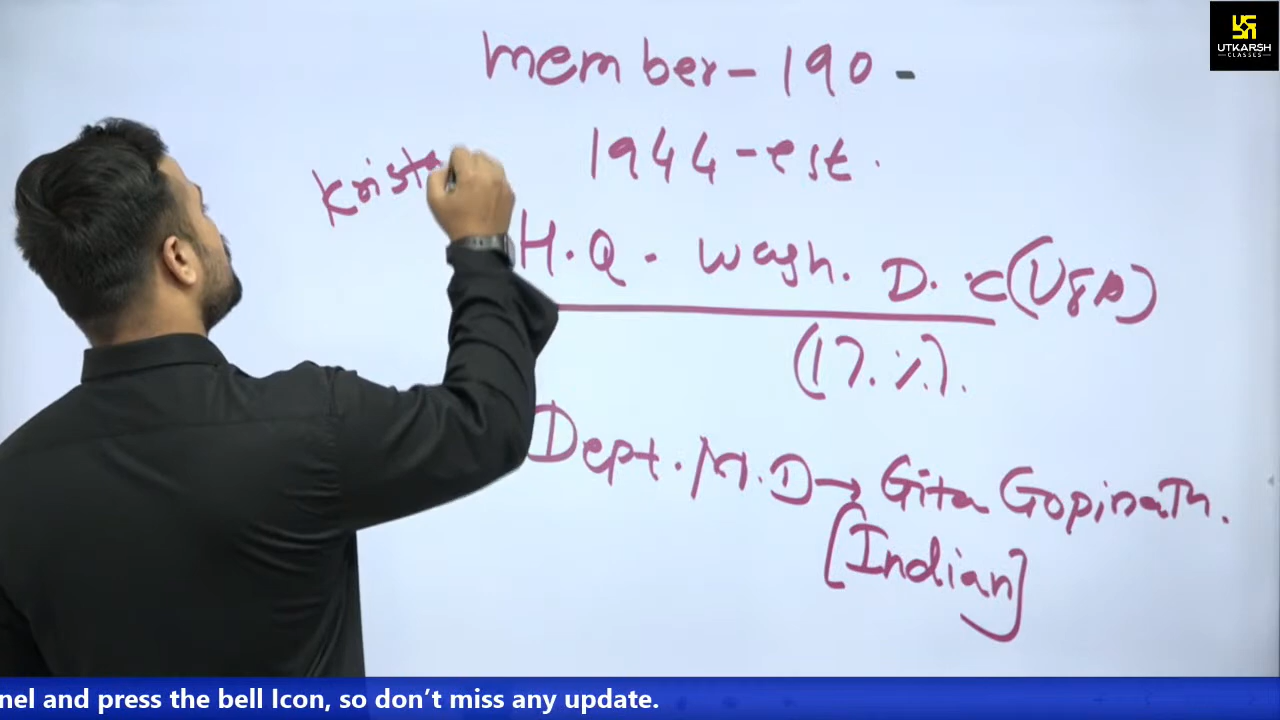 UTKARSH
CLASSES
member - 190 -
1944 - est.
Krista
H.Q. Wash. D.C (USA)
(17.%).
Dept. M.D → Gita Gopinath.
[Indian]
nel and press the bell Icon, so don’t miss any update.